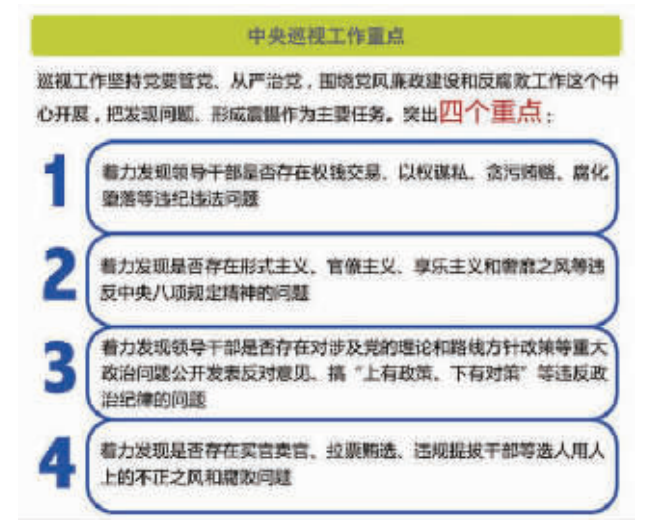 中央巡视工作重点
巡视工作坚持党要管党、从严治党，围绕党风廉政建设和反腐败工作这个中
心开展，把发现问题、形成震慑作为主要任务。突出四个重点：
1
着力发现领导干部是否存在权钱交易、以权谋私、贪污贿赂、腐化
堕落等违纪违法问题
2
着力发现是否存在形式主义、官僚主义、享乐主义和奢靡之风等违
反中央八项规定精神的问题
3
着力发现领导干部是否存在对涉及党的理论和路线方针政策等重大
政治问题公开发表反对意见、搞“上有政策、下有对策”等违反政
治纪律的问题
4
着力发现是否存在买官卖官、拉票贿选、违规提拔干部等选人用人
上的不正之风和腐败问题